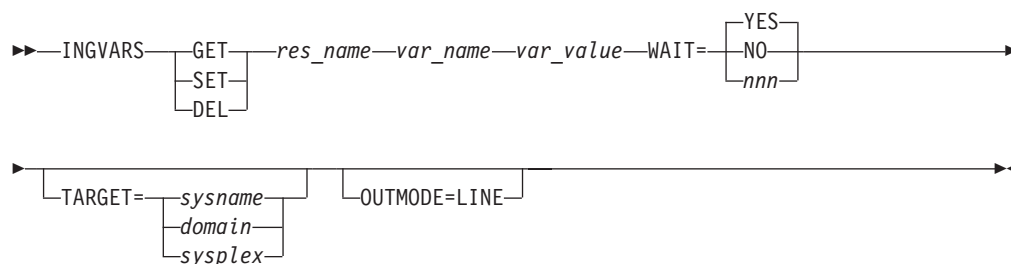 YES
INGVARS GET res_name var_name var_value WAIT= NO
SET nnn
DEL
TARGET= sysname OUTMODE=LINE
domain
sysplex